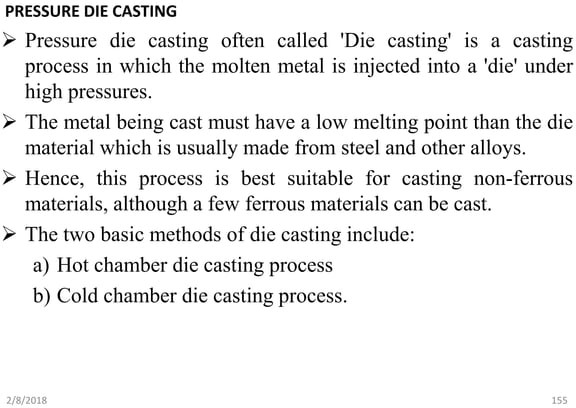 PRESSURE DIE CASTING
➢ Pressure die casting often called 'Die casting' is a casting
process in which the molten metal is injected into a 'die' under
high pressures.
➢ The metal being cast must have a low melting point than the die
material which is usually made from steel and other alloys.
➢ Hence, this process is best suitable for casting non-ferrous
materials, although a few ferrous materials can be cast.
➢ The two basic methods of die casting include:
a) Hot chamber die casting process
b) Cold chamber die casting process.
2/8/2018
155